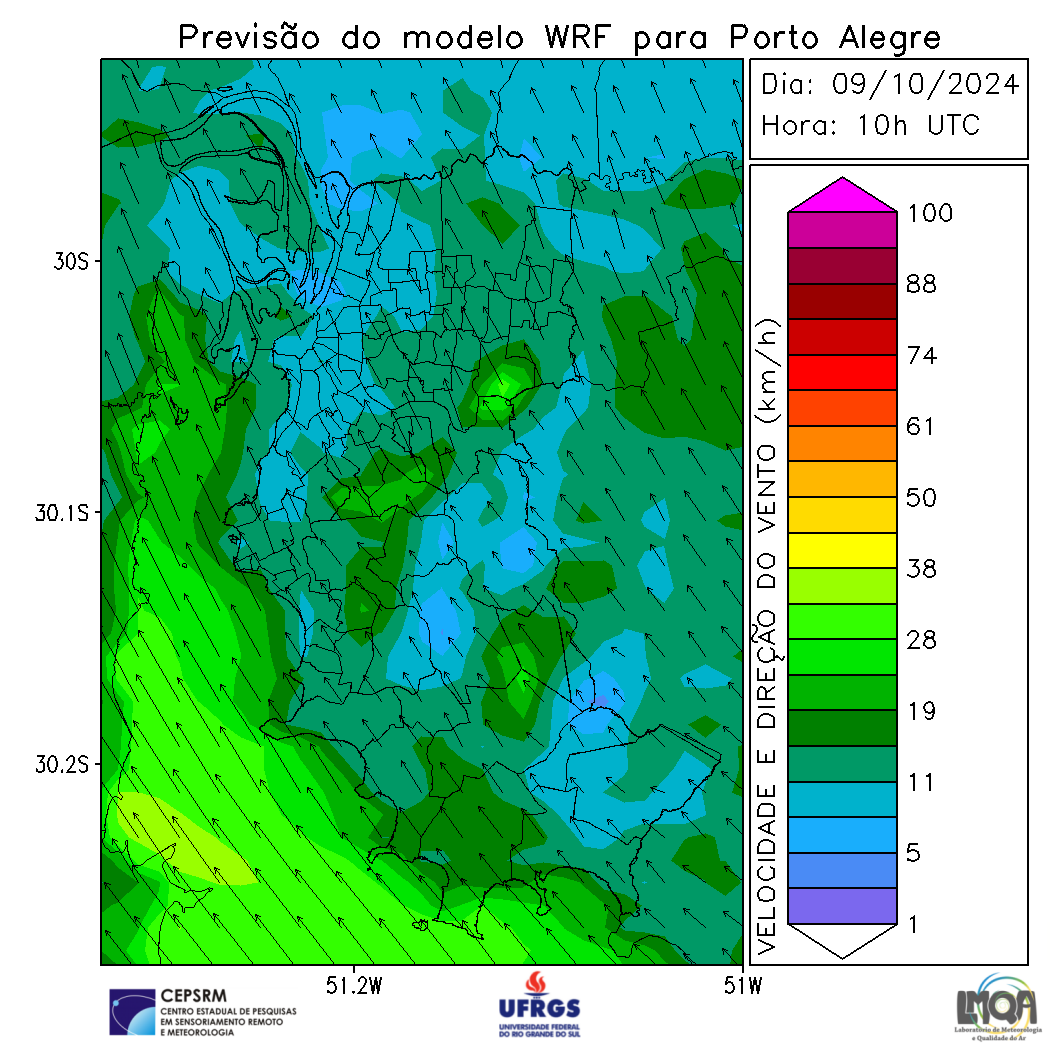 Previsão do modelo WRF para Porto Alegre
Dia: 09/10/2024
Hora: 10h UTC
30S
30.1S
30.2S
51.2W
51W
VELOCIDADE E DIREÇÃO DO VENTO (km/h)
100
88
74
61
50
38
28
19
11
5
1
CEPSRM
CENTRO ESTADUAL DE PESQUISAS
EM SENSORIAMENTO REMOTO
E METEOROLOGIA
UFRGS
UNIVERSIDADE FEDERAL
DO RIO GRANDE DO SUL
LMQA
Laboratório de Meteorologia
e Qualidade do Ar